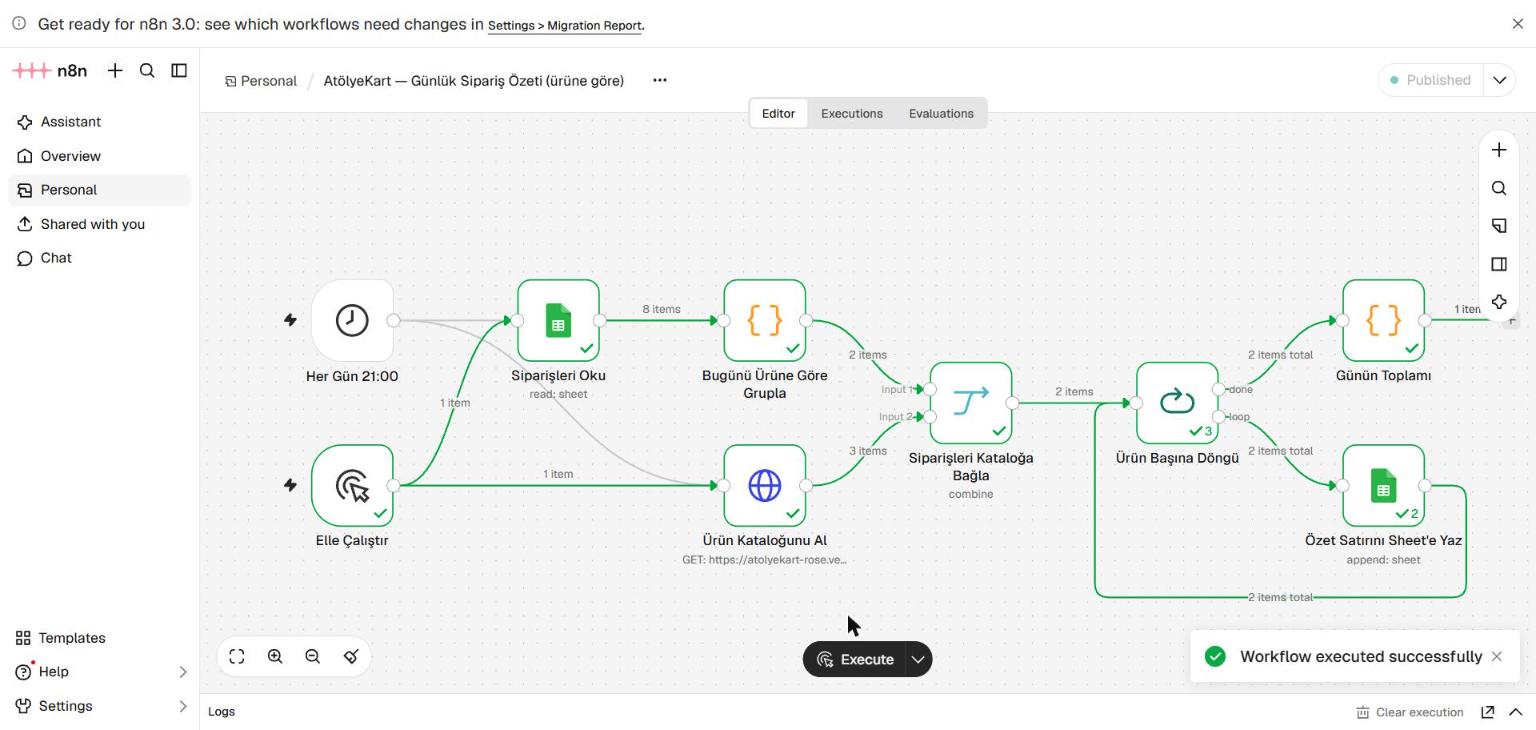 Get ready for n8n 3.0: see which workflows need changes in Settings > Migration Report.
n8n
Personal / AtölyeKart — Günlük Sipariş Özeti (ürüne göre) ...
Published
Editor Executions Evaluations
Assistant
Overview
Personal
Shared with you
Chat
Her Gün 21:00
Siparişleri Oku
read: sheet
8 items
Bugünü Ürüne Göre
Grupla
2 items
1 item
Elle Çalıştır
1 item
Ürün Kataloğunu Al
GET: https://atolyekart-rose.ve...
3 items
Input 1
Input 2
Siparişleri Kataloğa
Bağla
combine
2 items
3
Ürün Başına Döngü
done
loop
2 items total
Günün Toplamı
1 item
2 items total
2
Özet Satırını Sheet'e Yaz
append: sheet
2 items total
Templates
Help
Settings
Execute
Workflow executed successfully
Logs
Clear execution